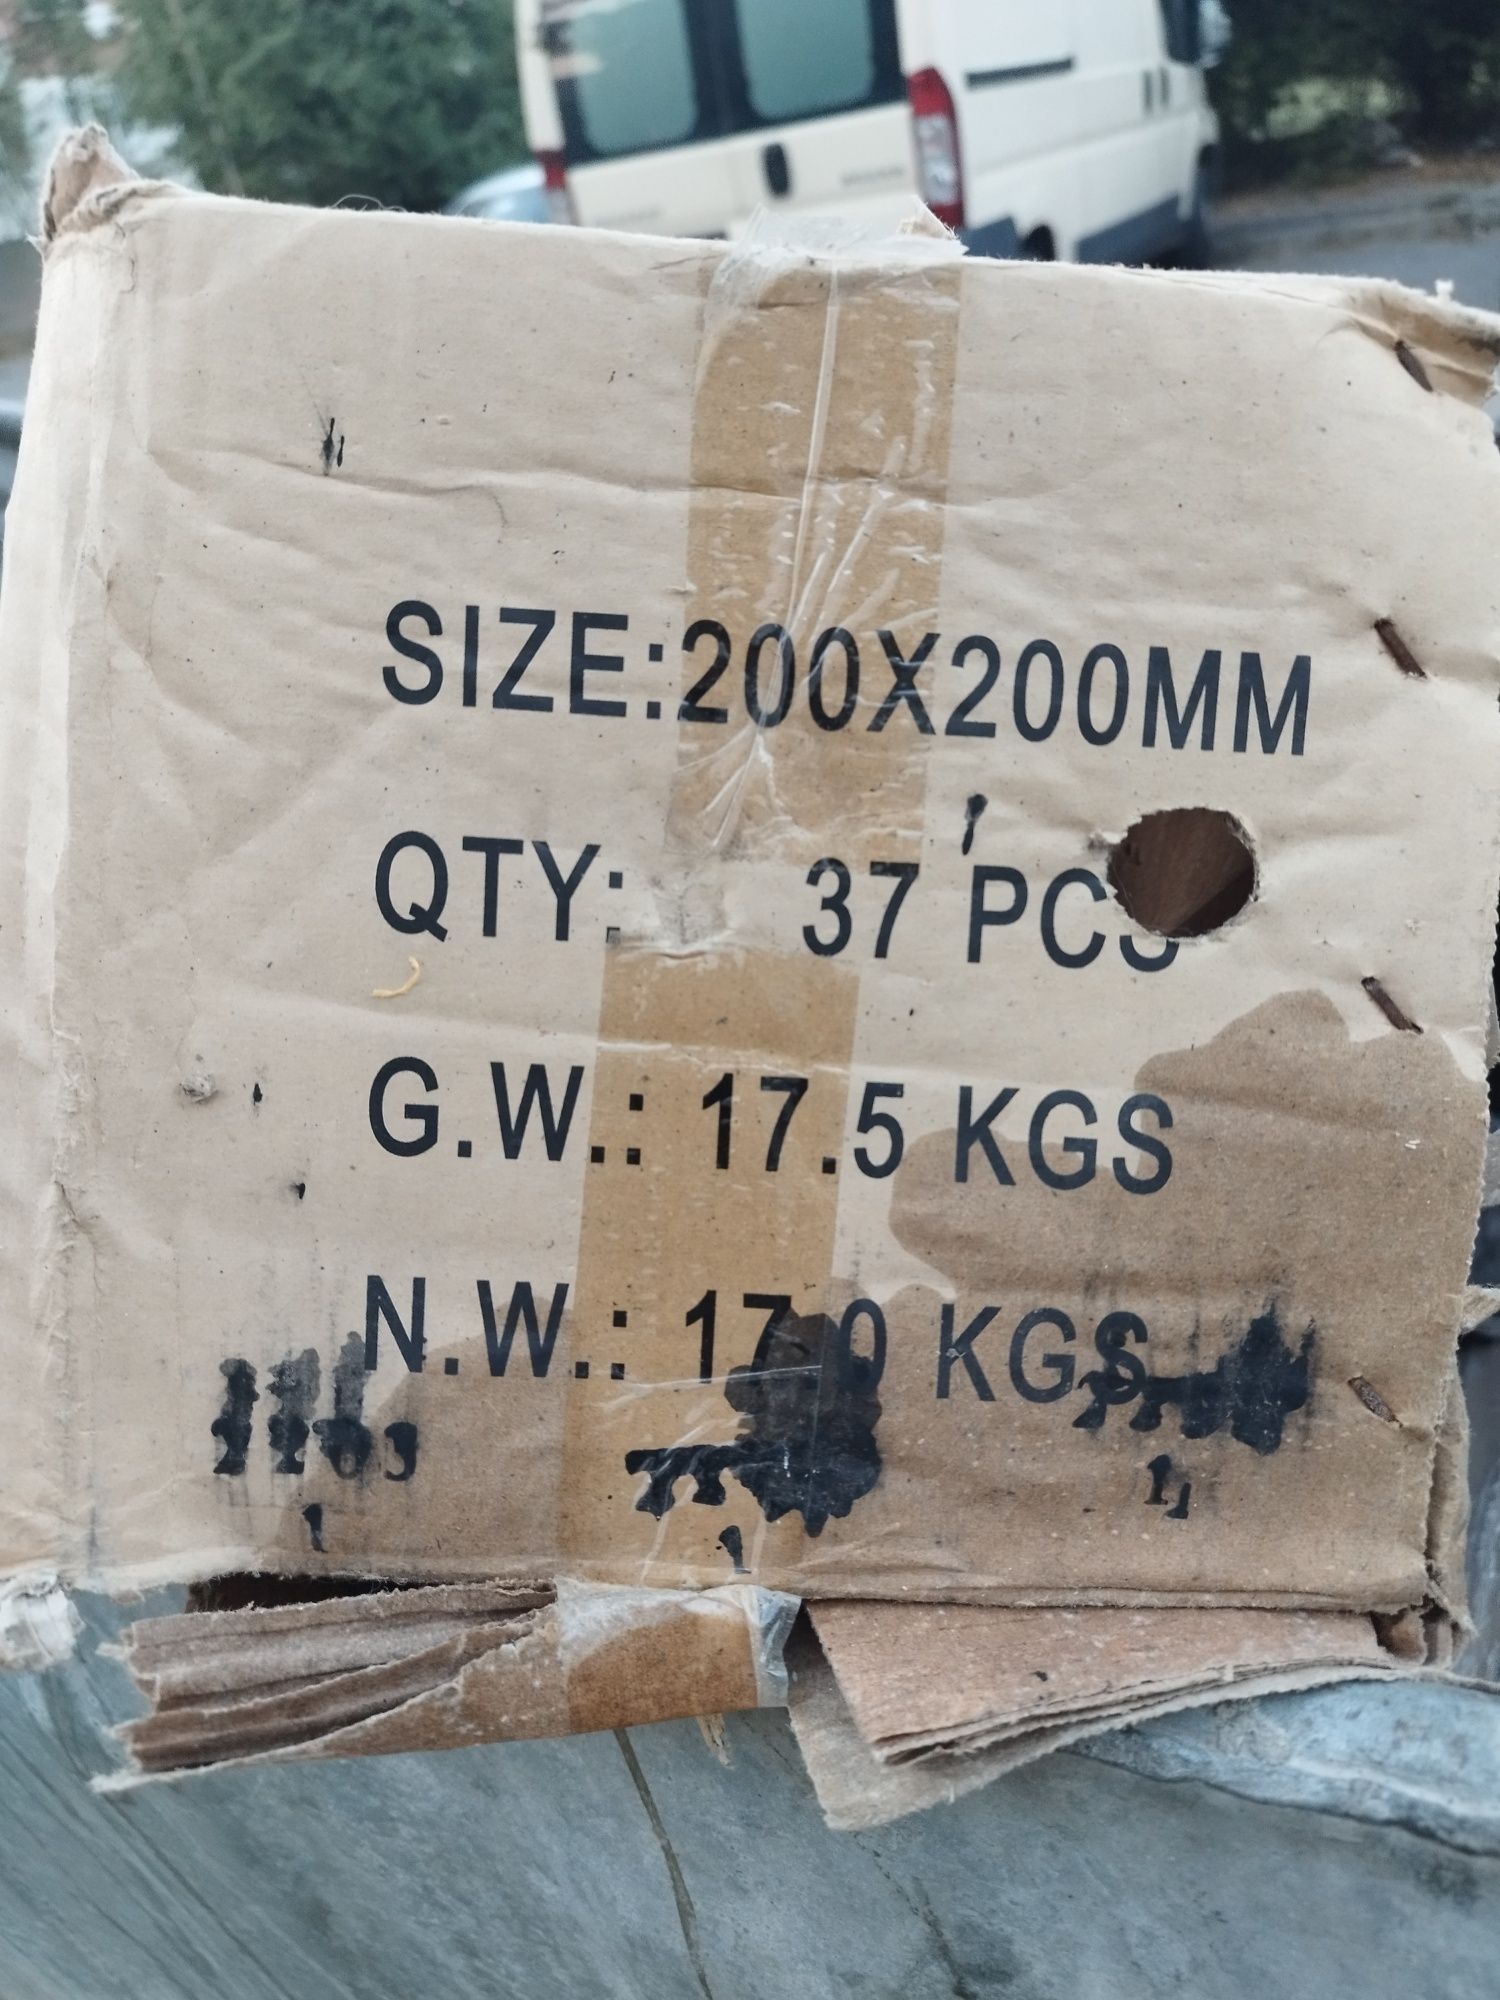 SIZE:200X200MM
QTY: 37 PCS
G.W.: 17.5 KGS
N.W.: 17.0 KGS